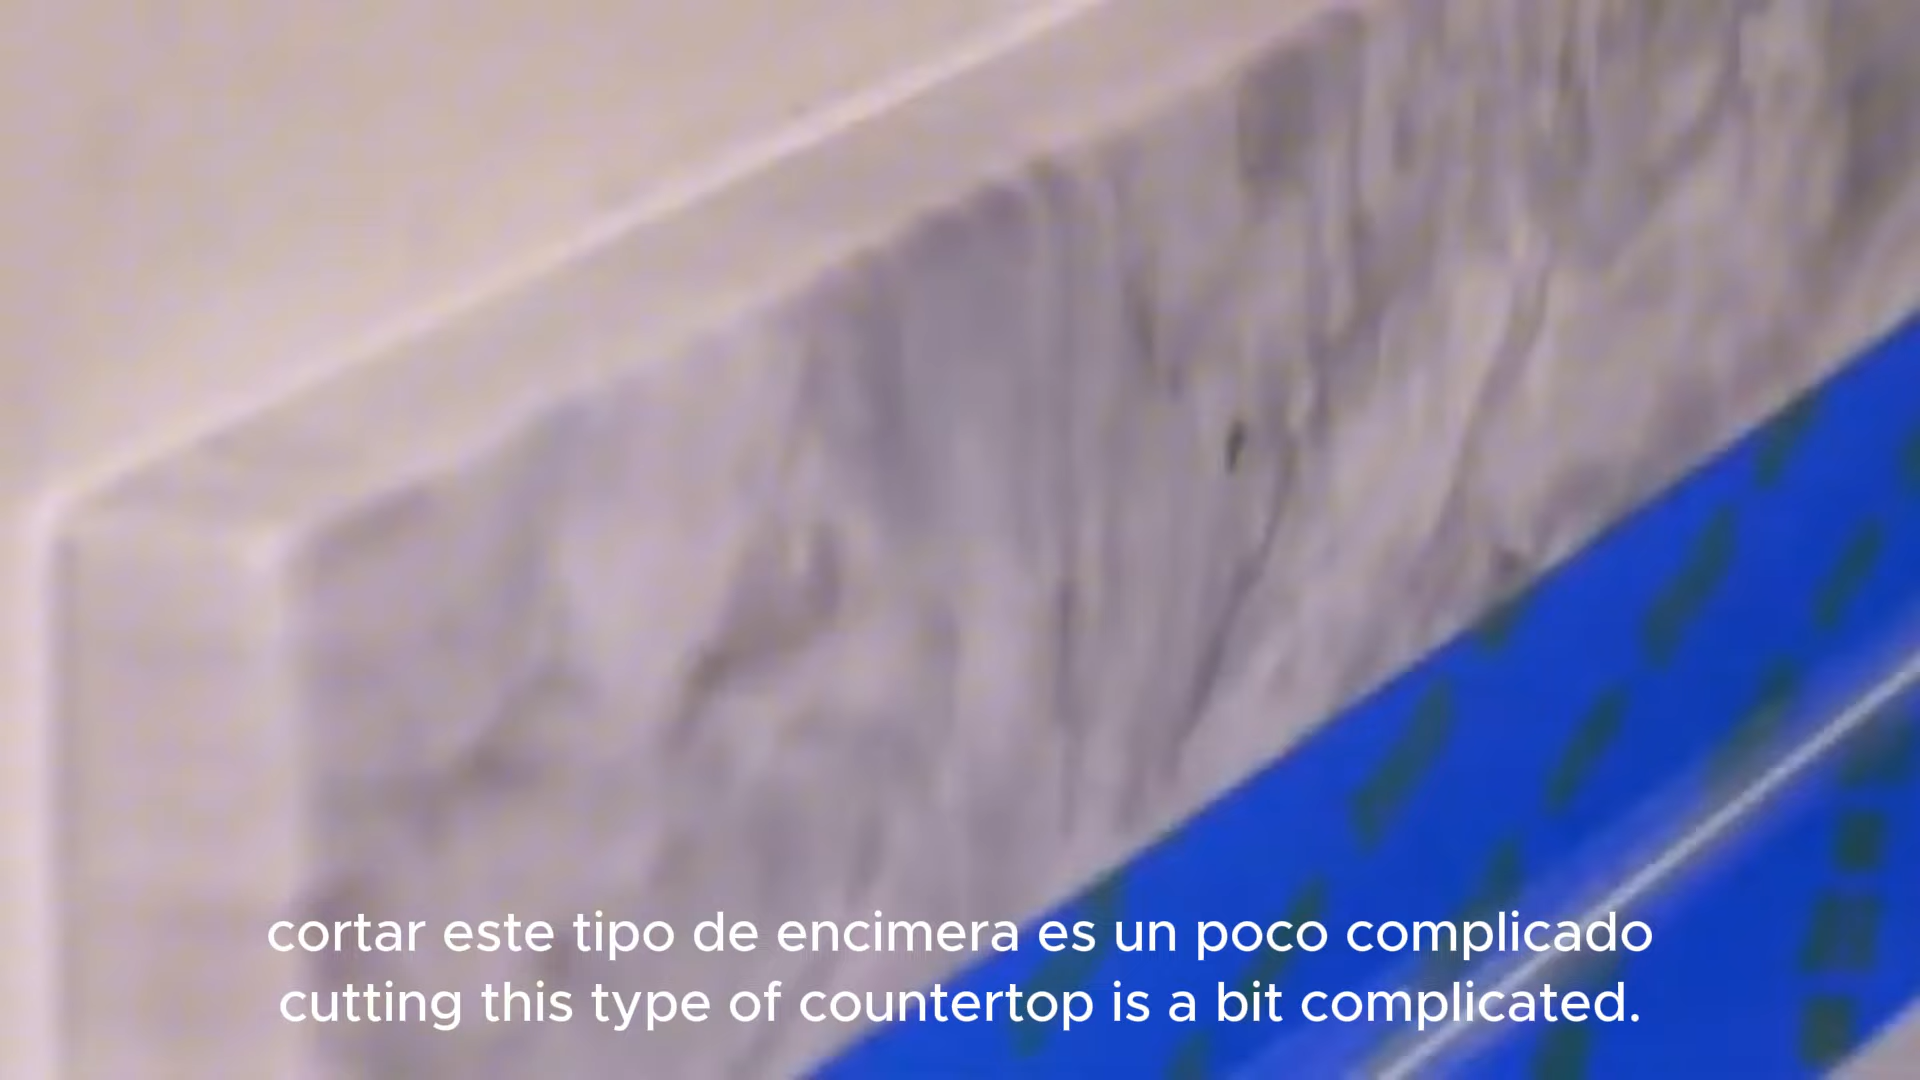 cortar este tipo de encimera es un poco complicado
cutting this type of countertop is a bit complicated.